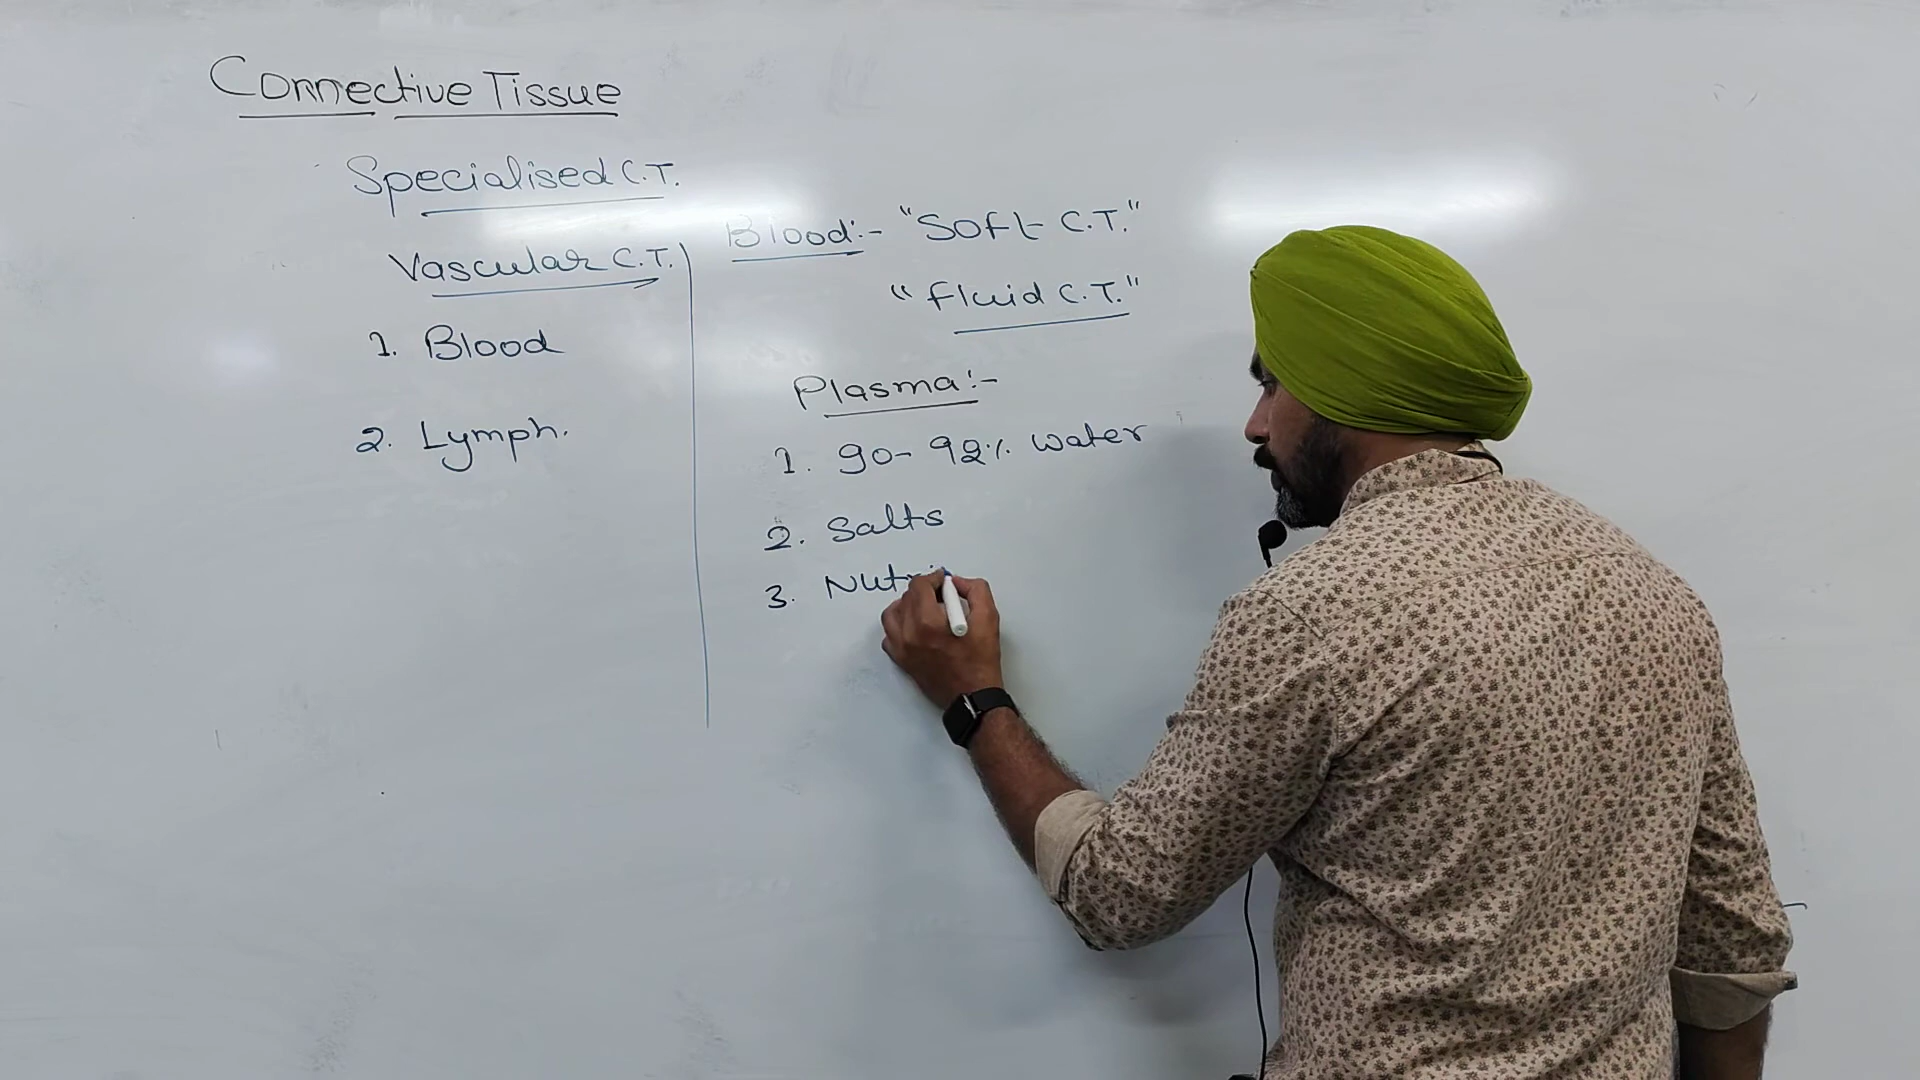 Connective Tissue
Specialised C.T.
Vascular C.T.
1. Blood
2. Lymph.
Blood:- "Soft C.T."
"fluid C.T."
Plasma:-
1. 90-92% water
2. Salts
3. Nutri